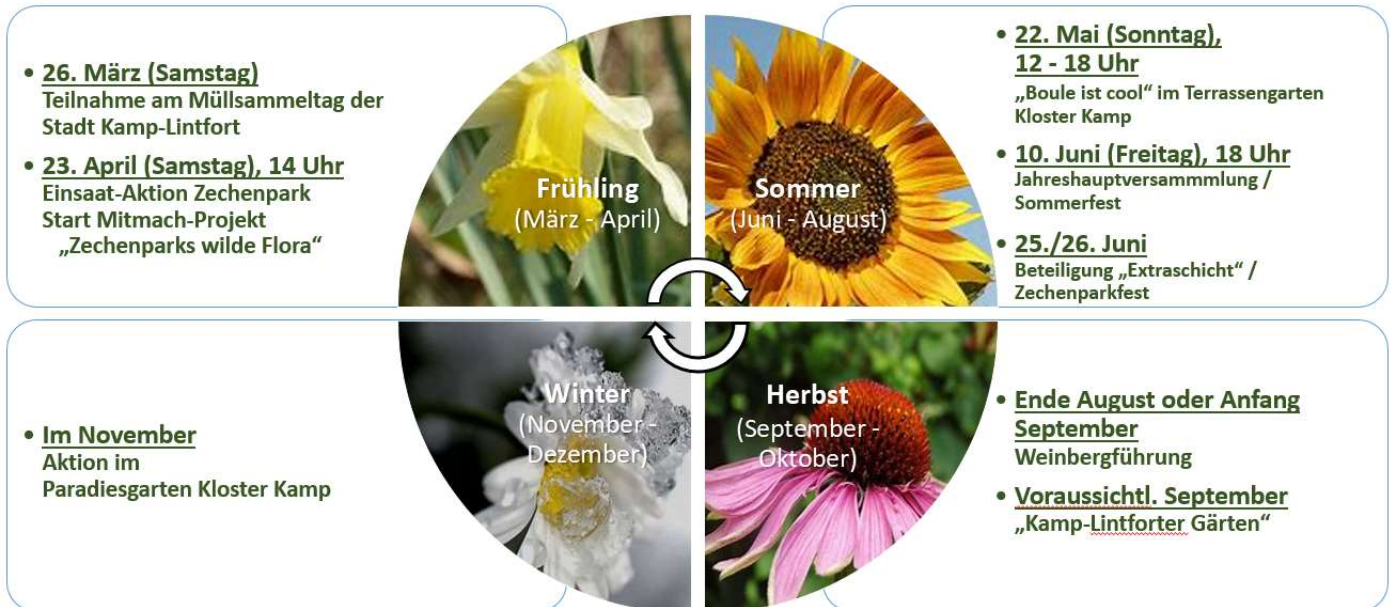 • 26. März (Samstag)
Teilnahme am Müllsammeltag der
Stadt Kamp-Lintfort
• 23. April (Samstag), 14 Uhr
Einsaat-Aktion Zechenpark
Start Mitmach-Projekt
„Zechenparks wilde Flora“
Frühling
(März - April)
Sommer
(Juni - August)
• 22. Mai (Sonntag),
12 - 18 Uhr
„Boule ist cool“ im Terrassengarten
Kloster Kamp
• 10. Juni (Freitag), 18 Uhr
Jahreshauptversammmlung /
Sommerfest
• 25./26. Juni
Beteiligung „Extraschicht“ /
Zechenparkfest
• Im November
Aktion im
Paradiesgarten Kloster Kamp
Winter
(November -
Dezember)
Herbst
(September -
Oktober)
• Ende August oder Anfang
September
Weinbergführung
• Voraussichtl. September
„Kamp-Lintforter Gärten“